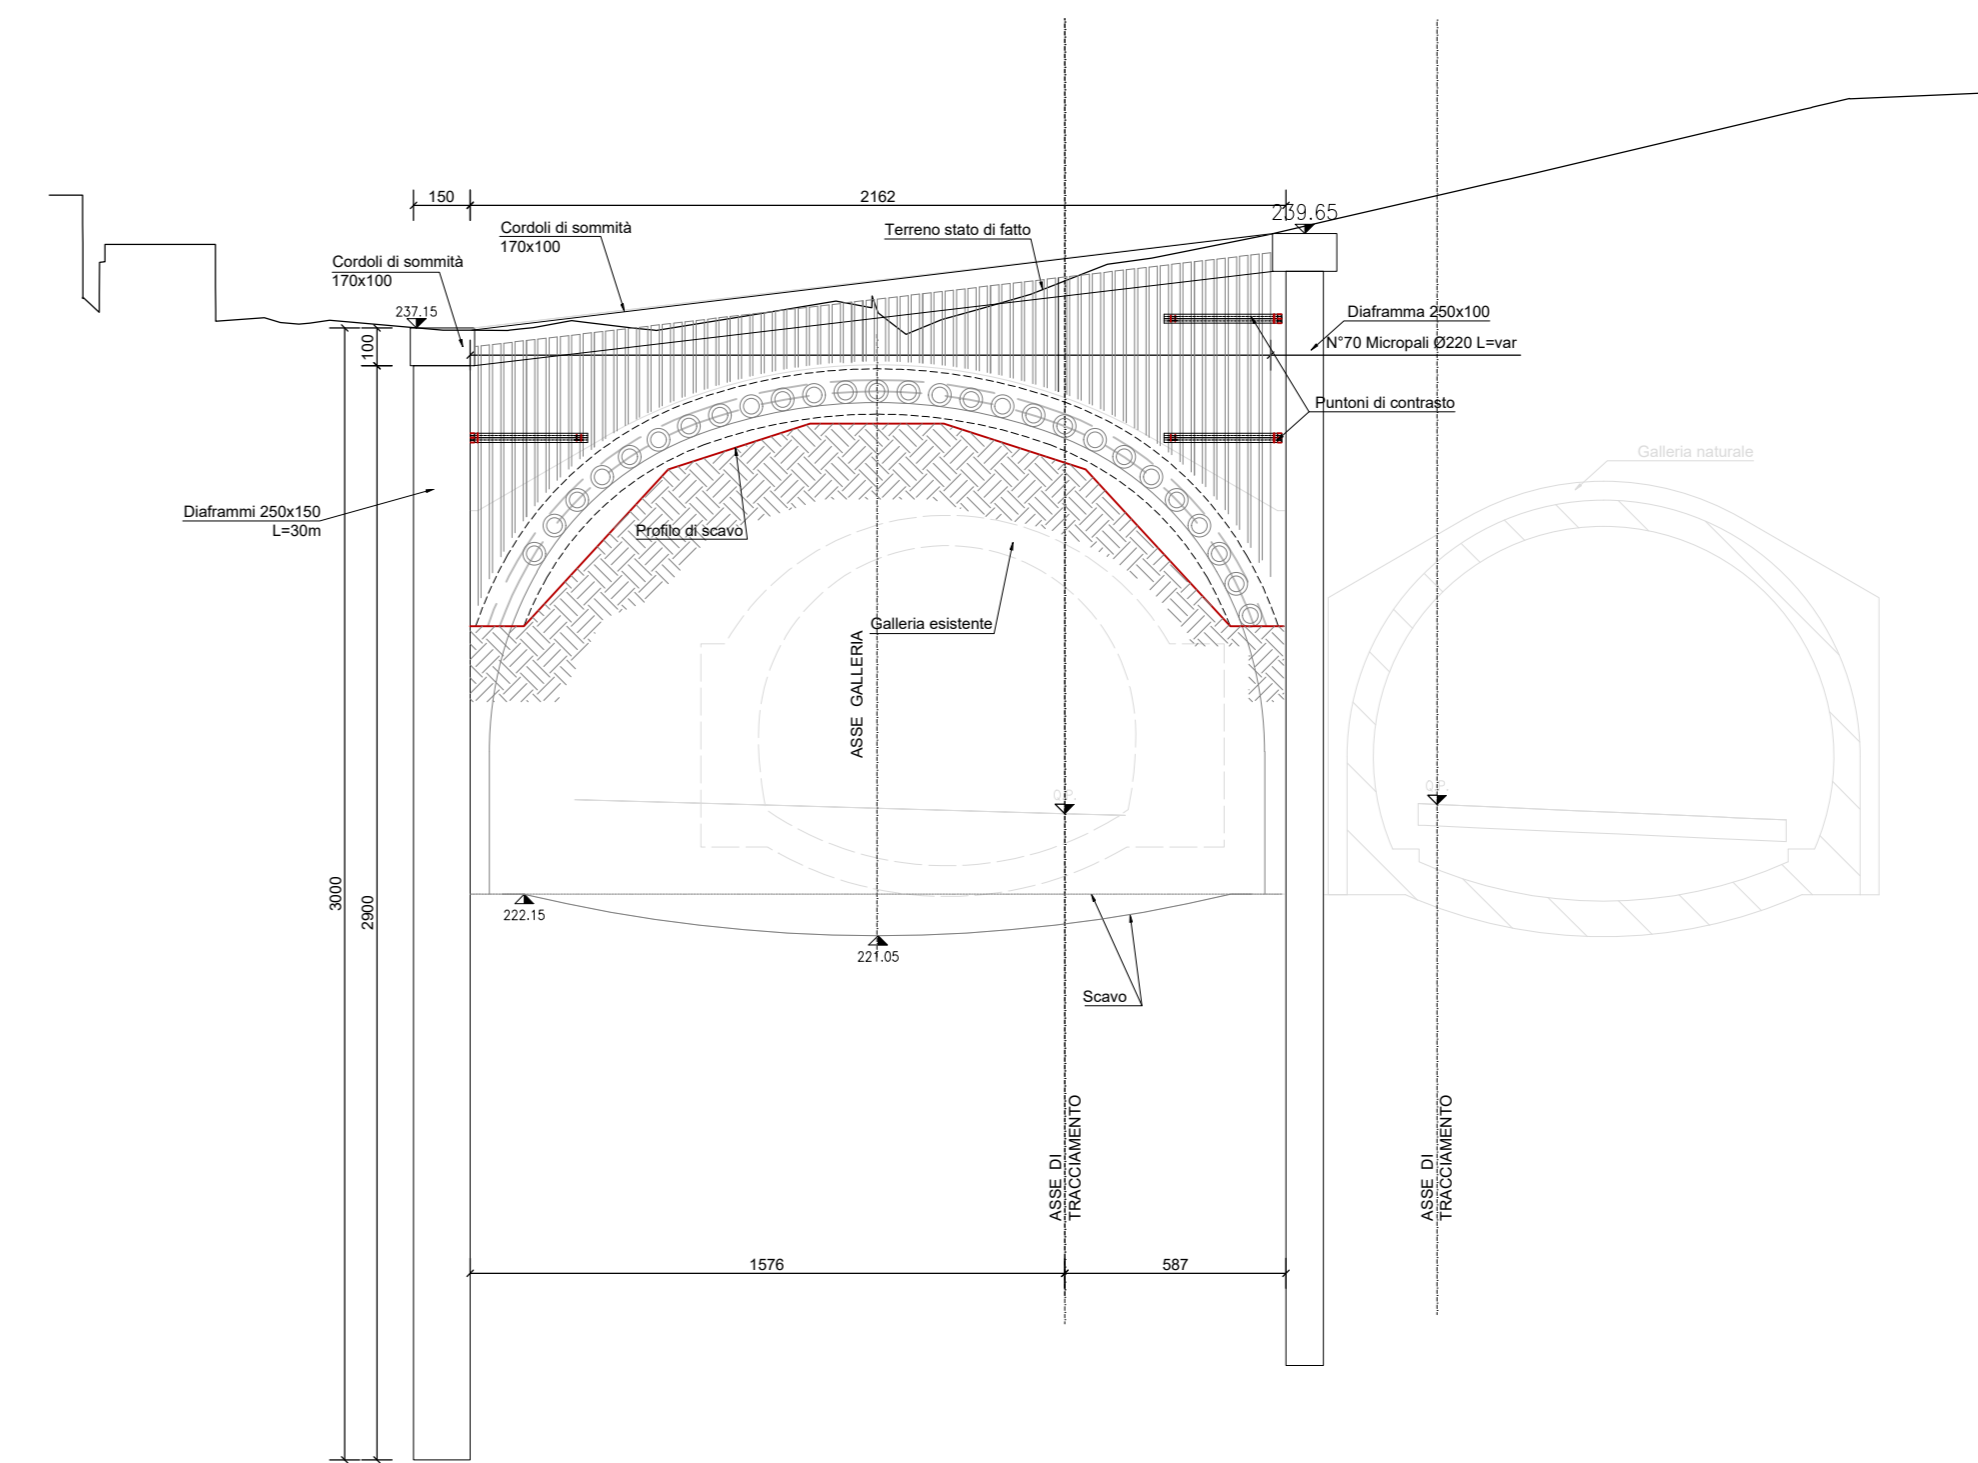 150
2162
239.65
Cordoli di sommità
170x100
Terreno stato di fatto
Cordoli di sommità
170x100
237.15
100
Diaframma 250x100
N°70 Micropali Ø220 L=var
Puntoni di contrasto
Galleria naturale
Diaframmi 250x150
L=30m
Profilo di scavo
Galleria esistente
ASSE GALLERIA
Q.P.
Q.P.
3000
2900
222.15
221.05
Scavo
ASSE DI
TRACCIAMENTO
ASSE DI
TRACCIAMENTO
1576
587